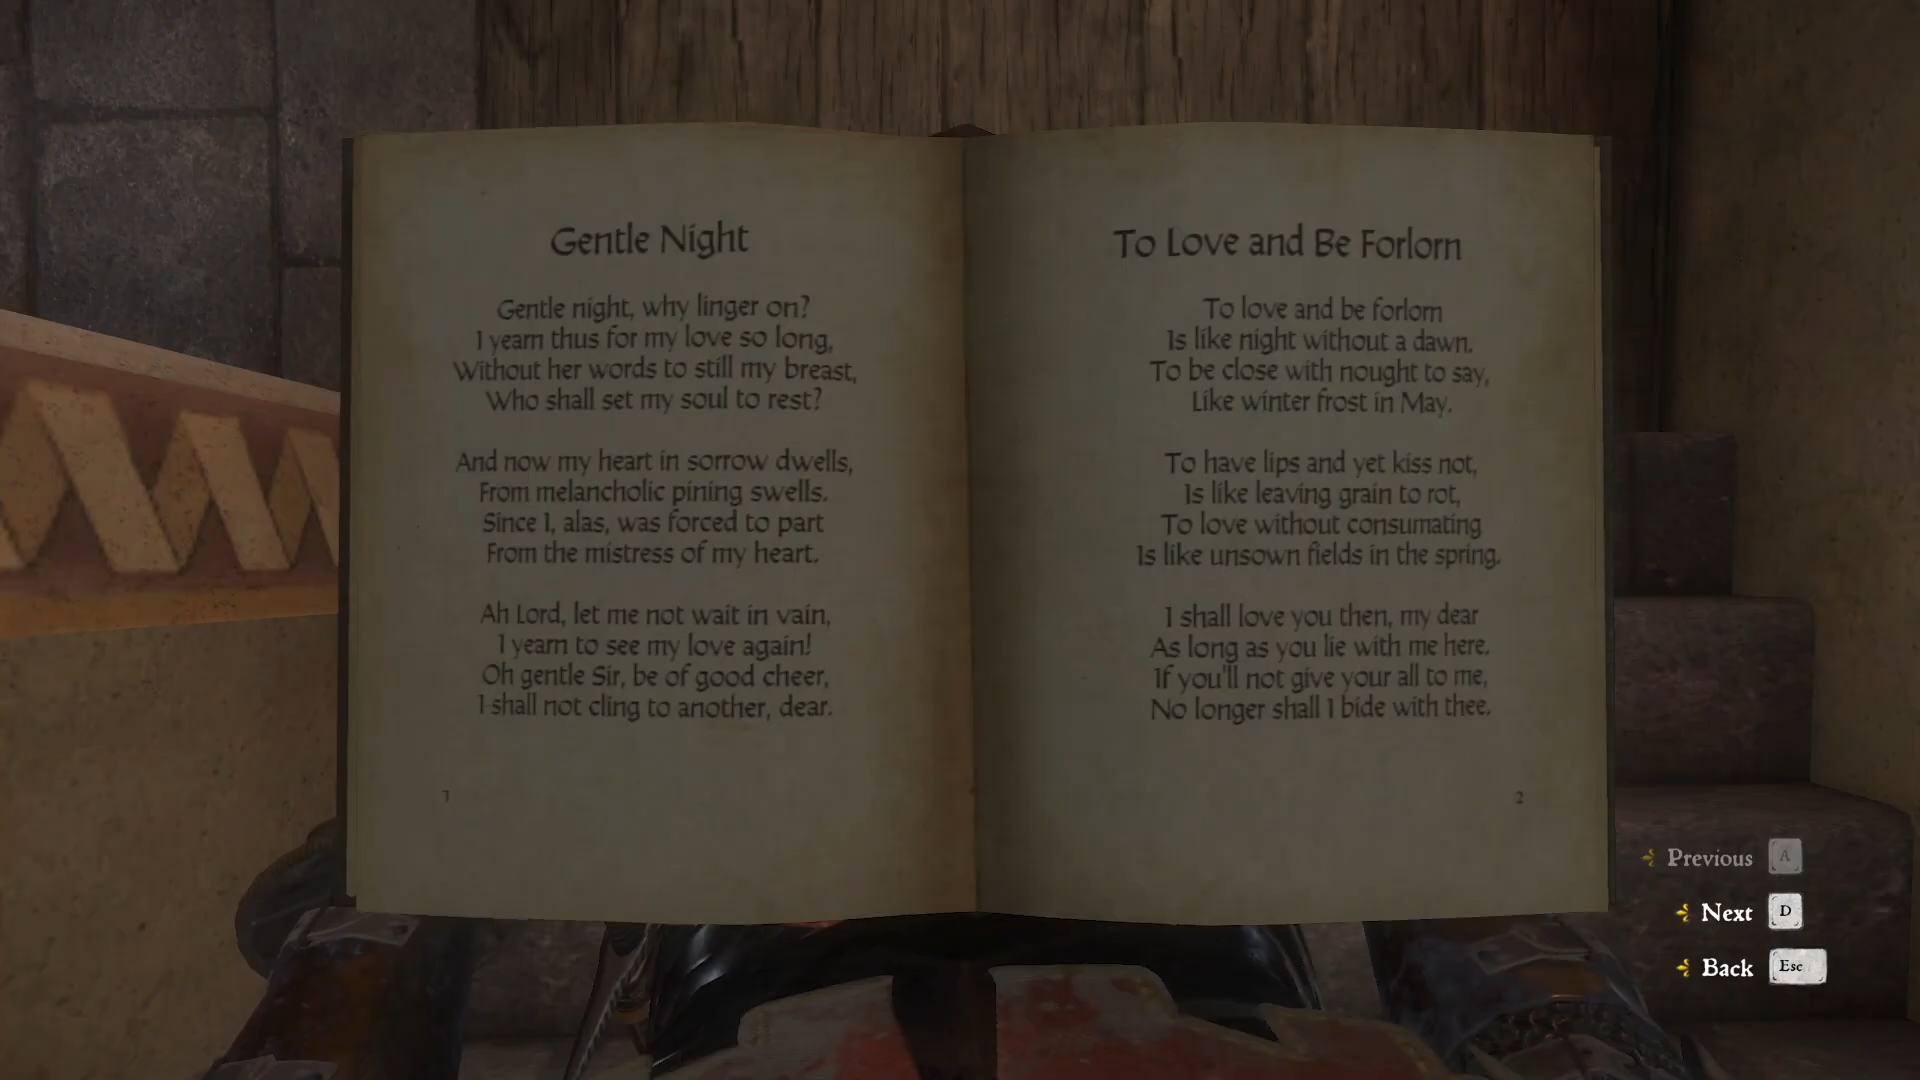 Gentle Night
Gentle night, why linger on?
I yearn thus for my love so long,
Without her words to still my breast,
Who shall set my soul to rest?
And now my heart in sorrow dwells,
From melancholic pining swells.
Since I, alas, was forced to part
From the mistress of my heart.
Ah Lord, let me not wait in vain,
I yearn to see my love again!
Oh gentle Sir, be of good cheer,
I shall not cling to another, dear.
1
To Love and Be Forlorn
To love and be forlorn
Is like night without a dawn.
To be close with nought to say,
Like winter frost in May.
To have lips and yet kiss not,
Is like leaving grain to rot,
To love without consumating
Is like unsown fields in the spring.
I shall love you then, my dear
As long as you lie with me here.
If you'll not give your all to me,
No longer shall I bide with thee.
2
Previous A
Next D
Back Esc